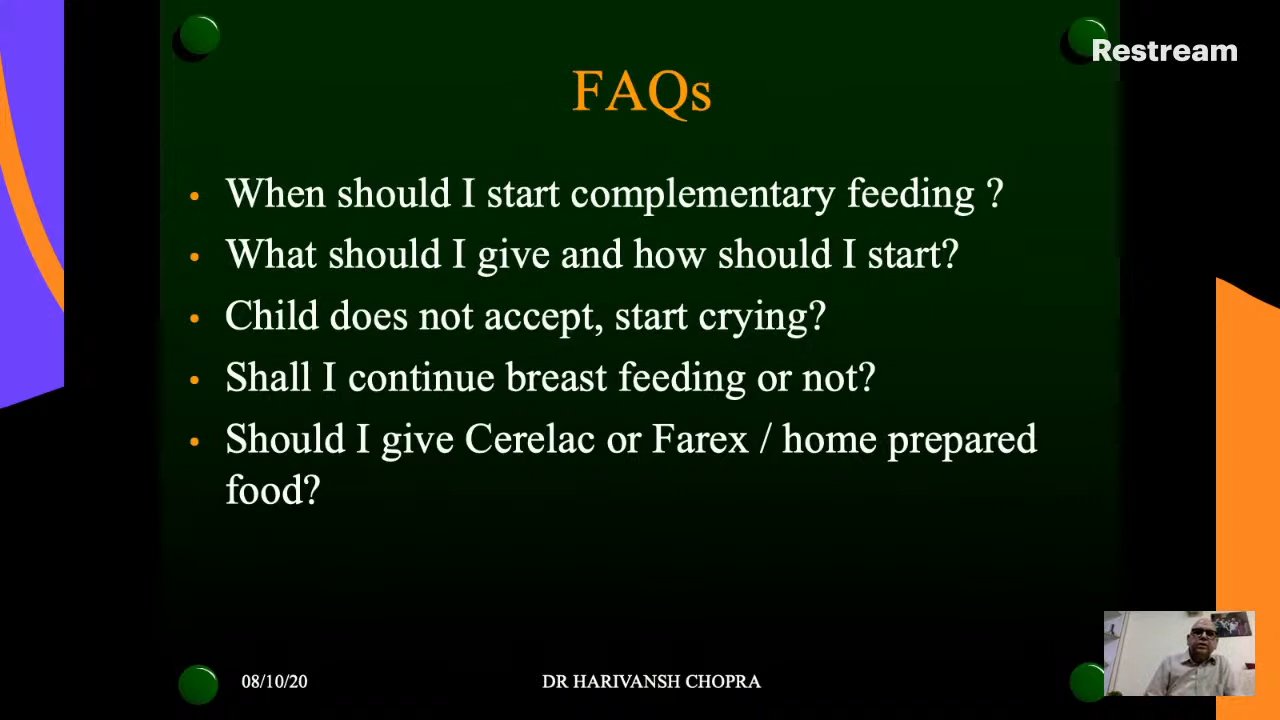 Restream
FAQs
• When should I start complementary feeding ?
• What should I give and how should I start?
• Child does not accept, start crying?
• Shall I continue breast feeding or not?
• Should I give Cerelac or Farex / home prepared
food?
08/10/20
DR HARIVANSH CHOPRA